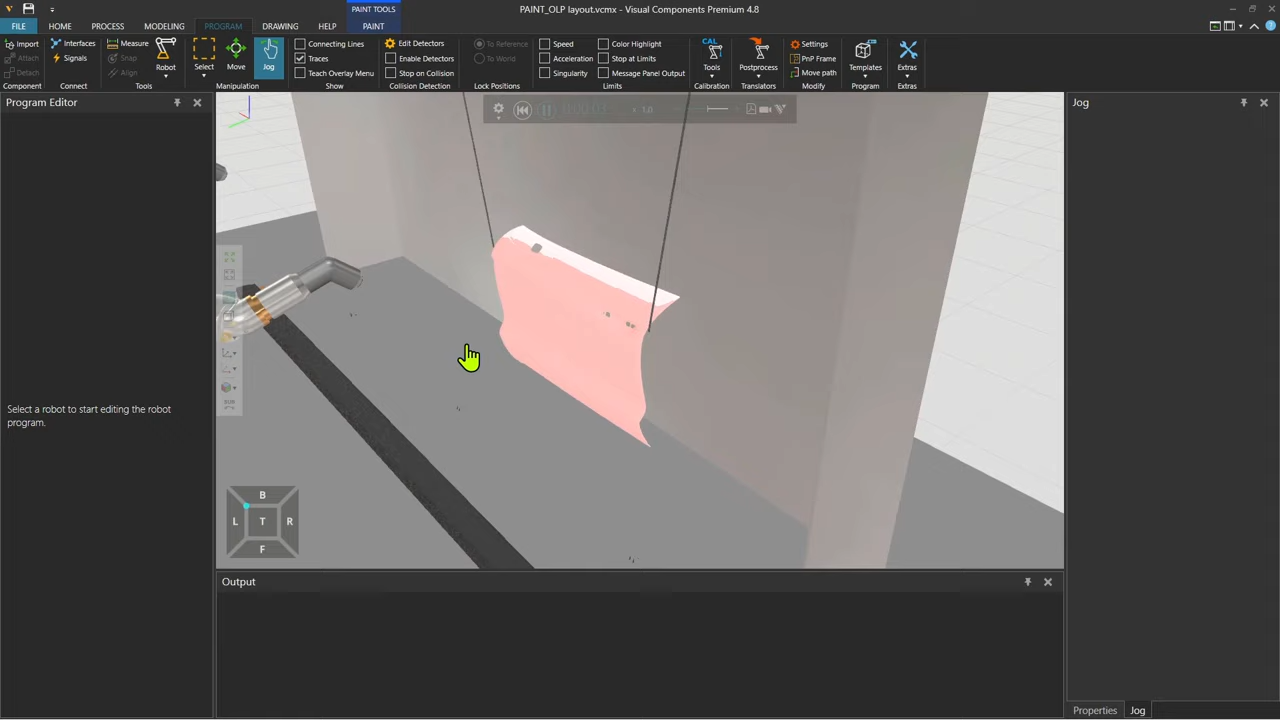 PAINT TOOLS
PAINT_OLP layout.vcmx - Visual Components Premium 4.8
FILE HOME PROCESS MODELING PROGRAM DRAWING HELP PAINT
Import Interfaces Measure Connecting Lines Edit Detectors To Reference Speed Color Highlight CAL Settings
Attach Signals Snap Traces Enable Detectors To World Acceleration Stop at Limits PnP Frame
Detach Align Robot Select Move Jog Teach Overlay Menu Stop on Collision Singularity Message Panel Output Tools Postprocess Move path Templates Extras
Component Connect Tools Manipulation Show Collision Detection Lock Positions Limits Calibration Translators Modify Program Extras
Program Editor
Jog
x 1.0
Select a robot to start editing the robot
program.
B
L T R
F
Output
Properties Jog